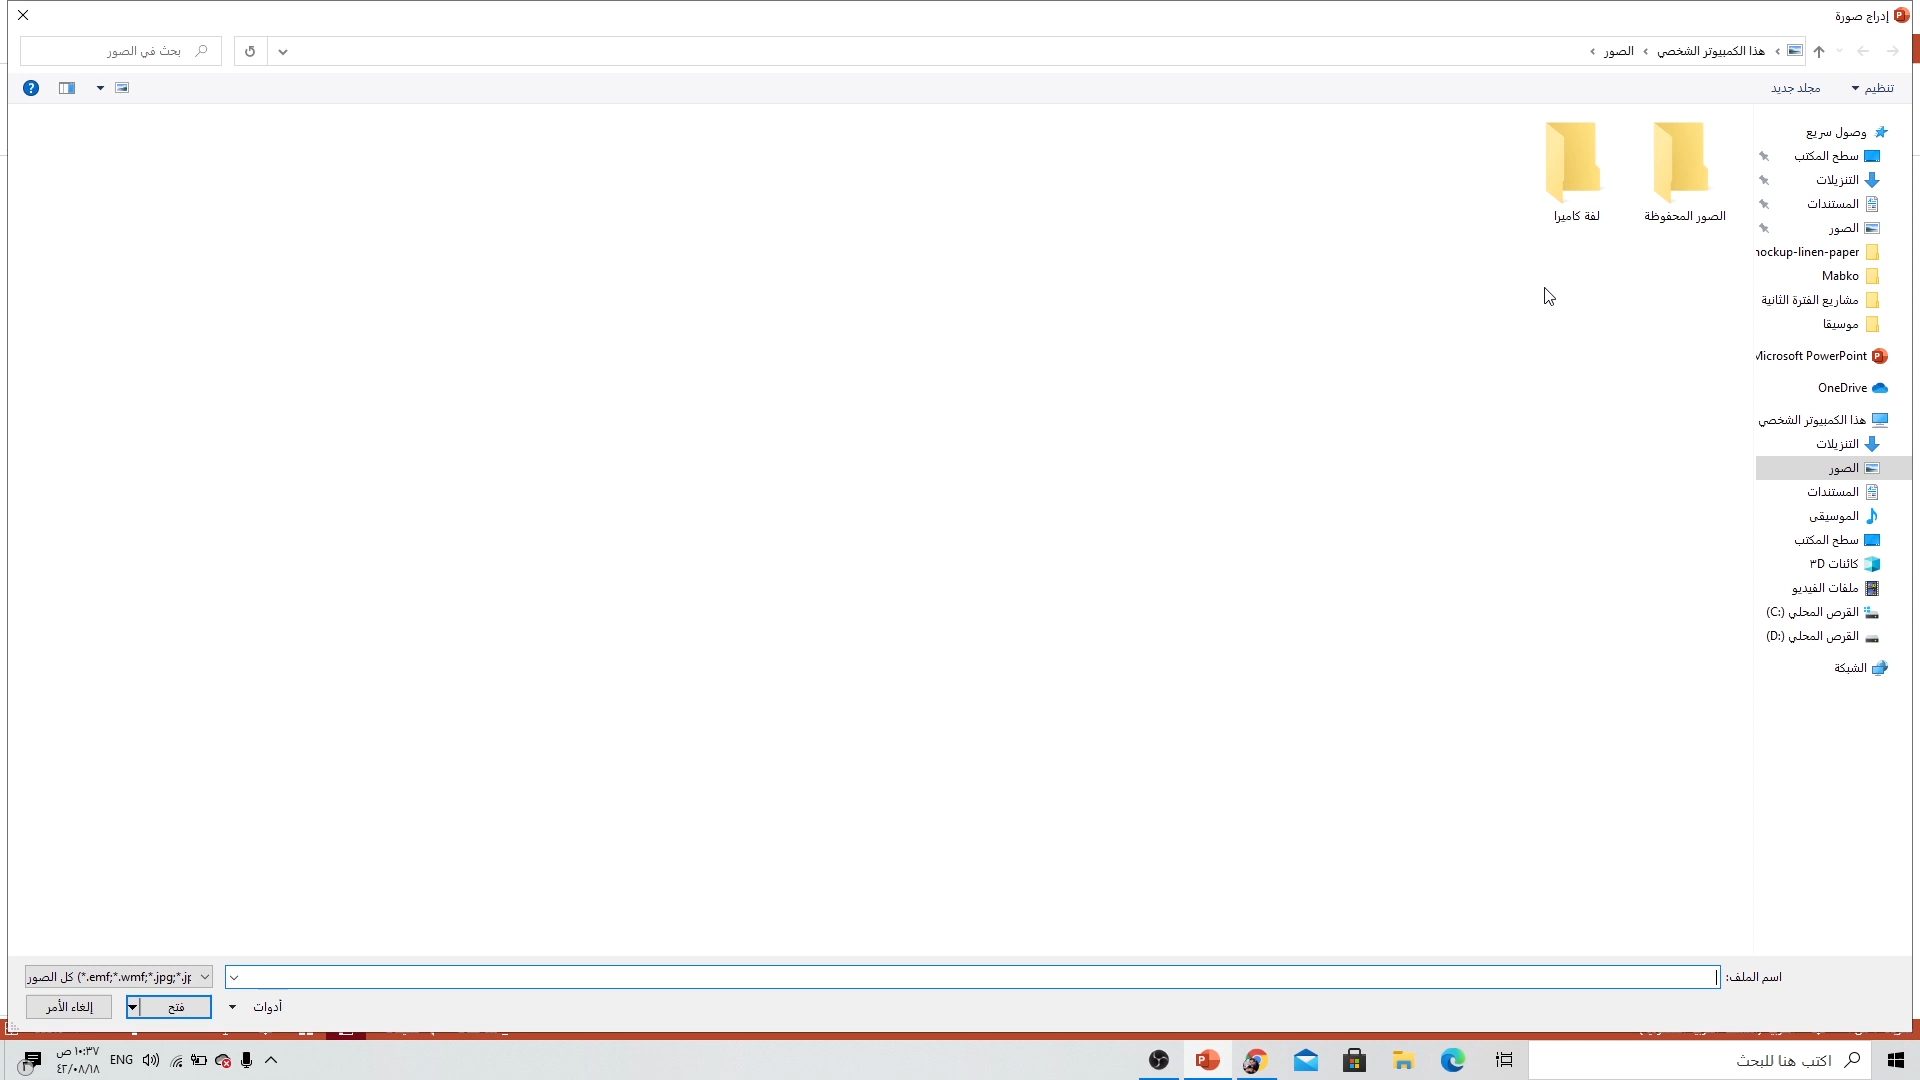 إدراج صورة
هذا الكمبيوتر الشخصي › الصور ›
بحث في الصور
تنظيم
مجلد جديد
وصول سريع
سطح المكتب
التنزيلات
المستندات
الصور
mockup-linen-paper
Mabko
مشاريع الفترة الثانية
موسيقا
Microsoft PowerPoint
OneDrive
هذا الكمبيوتر الشخصي
التنزيلات
الصور
المستندات
الموسيقى
سطح المكتب
كائنات ٣D
ملفات الفيديو
القرص المحلي (C:)
القرص المحلي (D:)
الشبكة
الصور المحفوظة
لفة كاميرا
اسم الملف:
كل الصور (*.emf;*.wmf;*.jpg;*.jp
أدوات
فتح
إلغاء الأمر
اكتب هنا للبحث
ENG
١٠:٣٧ ص
٤٢/٠٨/١٨